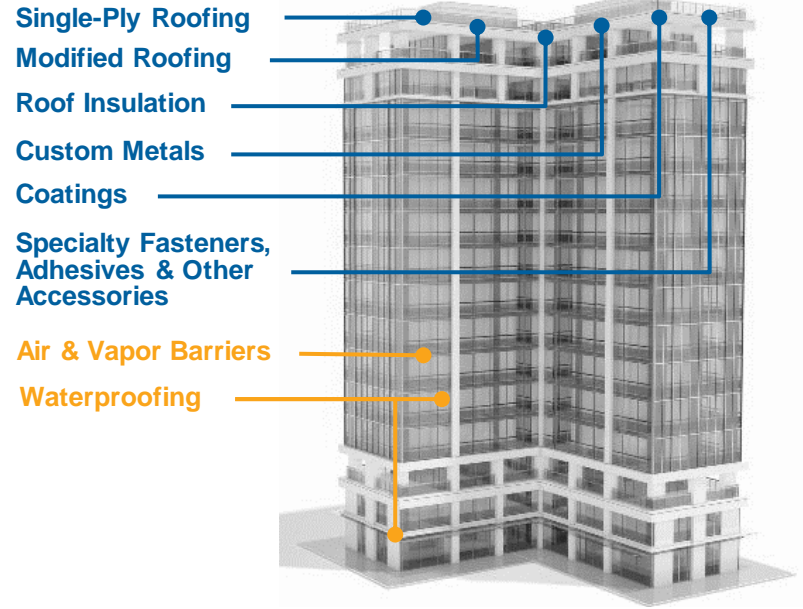 Single-Ply Roofing
Modified Roofing
Roof Insulation
Custom Metals
Coatings
Specialty Fasteners,
Adhesives & Other
Accessories
Air & Vapor Barriers
Waterproofing